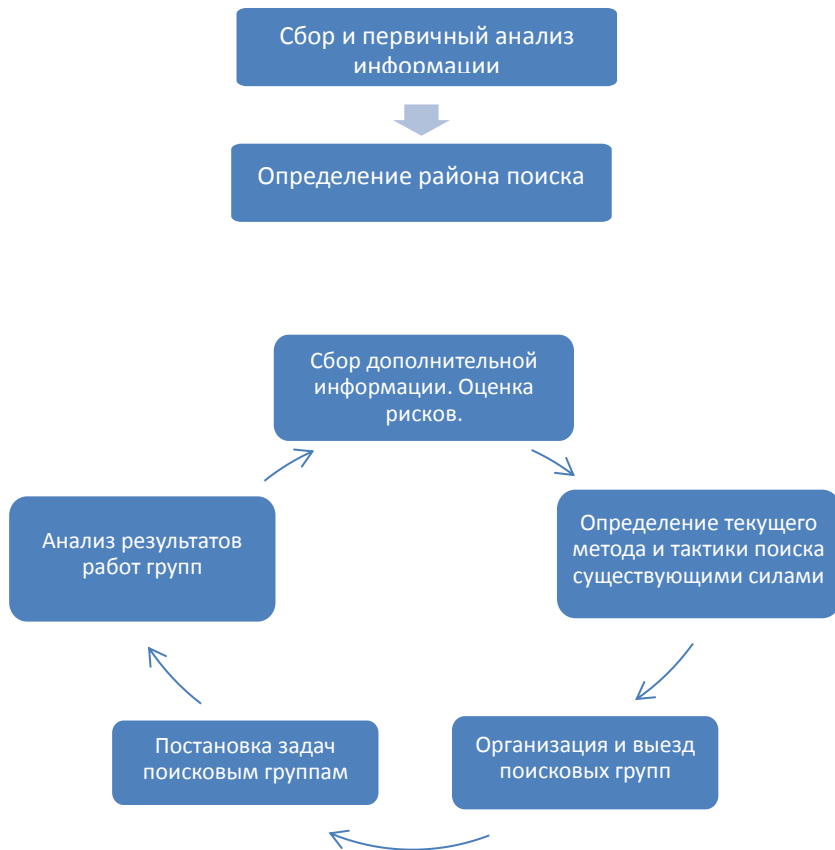 Сбор и первичный анализ
информации
Определение района поиска
Сбор дополнительной
информации. Оценка
рисков.
Определение текущего
метода и тактики поиска
существующими силами
Организация и выезд
поисковых групп
Постановка задач
поисковым группам
Анализ результатов
работ групп